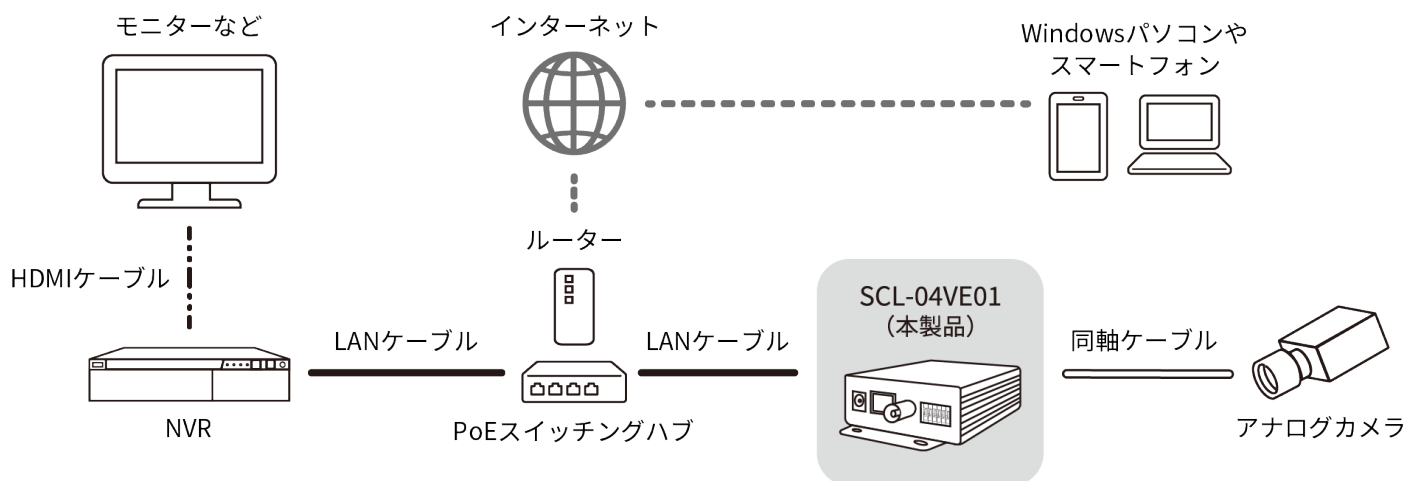 モニターなど
インターネット
Windowsパソコンや
スマートフォン
ルーター
HDMIケーブル
SCL-04VE01
（本製品）
LANケーブル
LANケーブル
同軸ケーブル
NVR
PoEスイッチングハブ
アナログカメラ